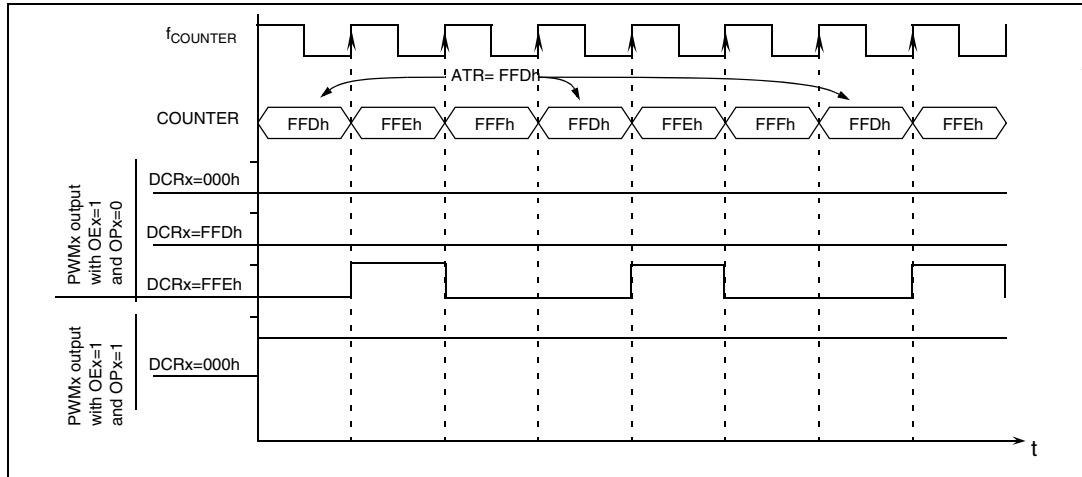 fCOUNTER
ATR= FFDh
COUNTER
FFDh FFEh FFFh FFDh FFEh FFFh FFDh FFEh
PWMx output
with OEx=1
and OPx=0
DCRx=000h
DCRx=FFDh
DCRx=FFEh
PWMx output
with OEx=1
and OPx=1
DCRx=000h
t